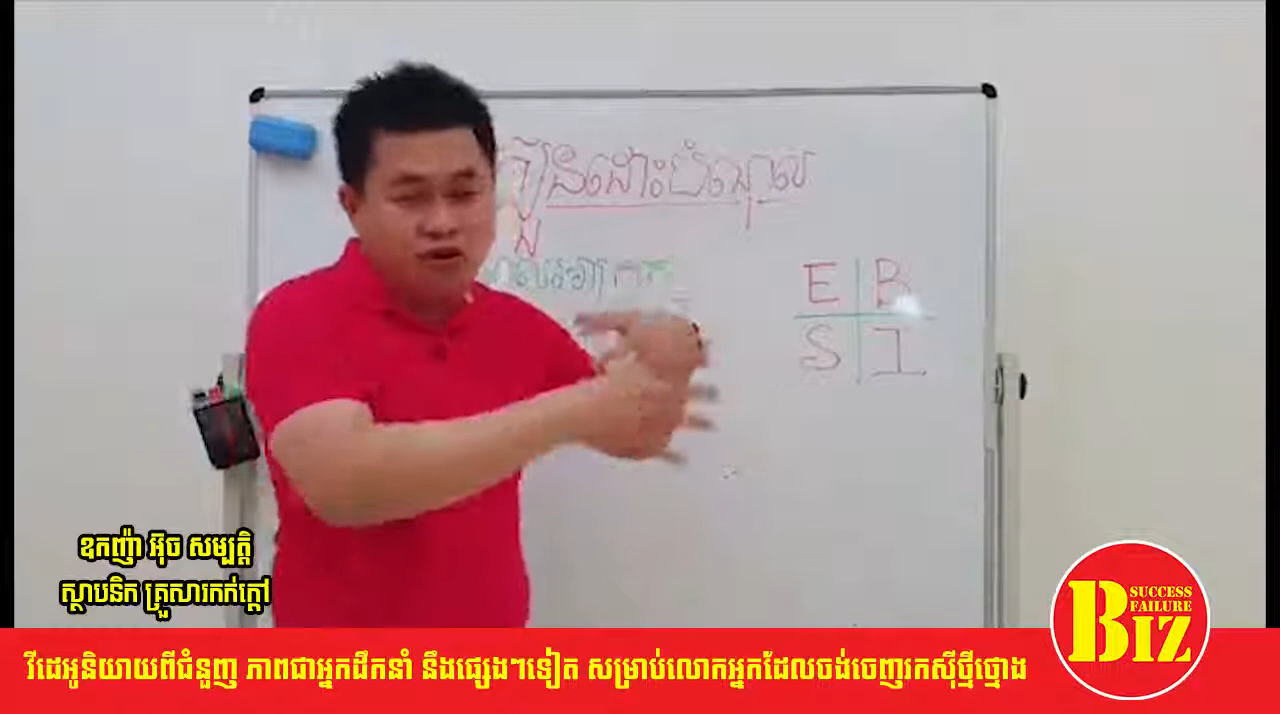 ដោះបំណុល
E B
S I
ឧកញ៉ា អ៊ុច សម្បត្តិ
ស្ថាបនិក គ្រួសារកក់ក្តៅ
SUCCESS
FAILURE
BIZ
វីដេអូនិយាយពីជំនួញ ភាពជាអ្នកដឹកនាំ នឹងផ្សេងៗទៀត សម្រាប់លោកអ្នកដែលចង់ចេញរកស៊ីថ្មីថ្មោង